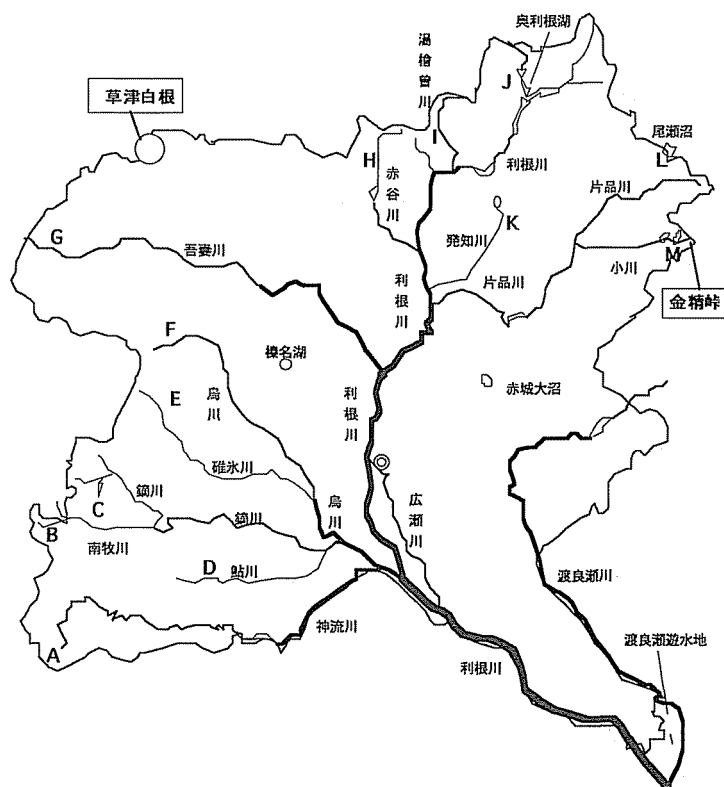 奥利根湖
湯檜曽川
J
草津白根
尾瀬沼
I
H
利根川
L
赤谷川
片品川
K
G
吾妻川
発知川
M
小川
利根川
片品川
金精峠
F
榛名湖
E
烏川
利根川
赤城大沼
碓氷川
C
鏑川
烏川
広瀬川
鏑川
B
南牧川
D
鮎川
渡良瀬川
神流川
A
渡良瀬遊水地
利根川